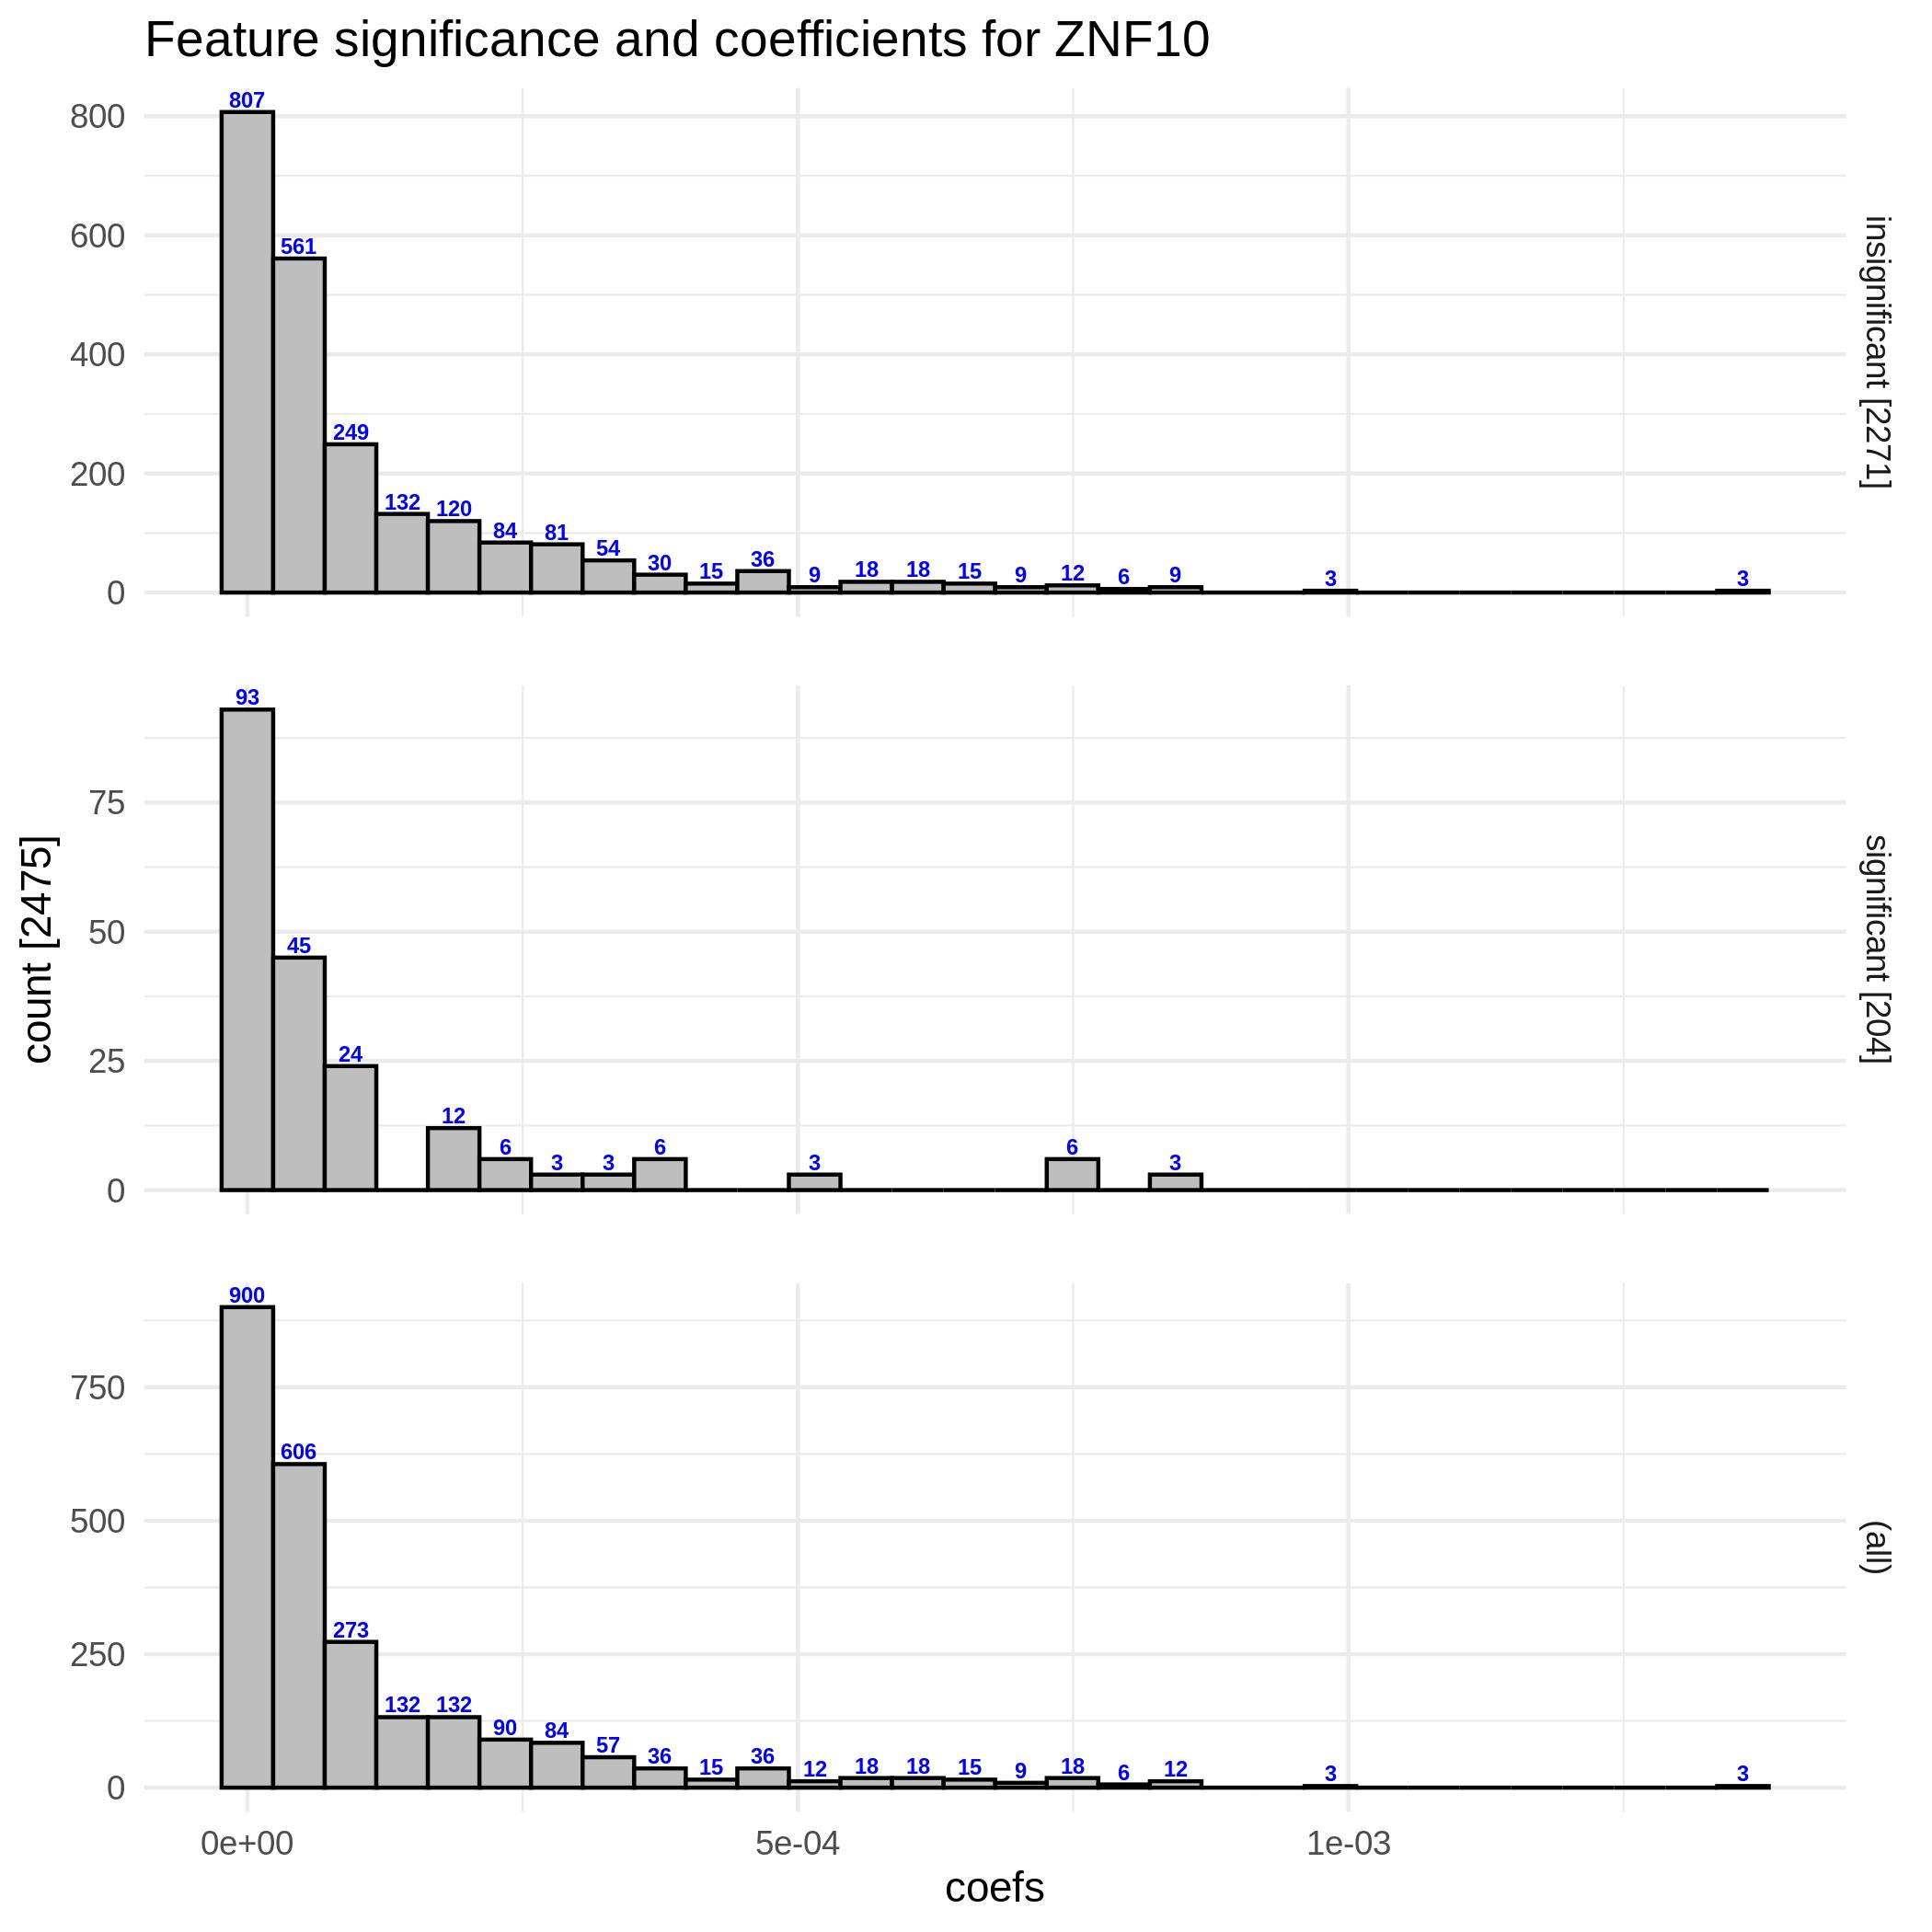 Feature significance and coefficients for ZNF10
807
800
600
561
400
249
200
132 120 84 81 54 30 15 36 9 18 18 15 9 12 6 9 3 3
0
insignificant [2271]
93
75
50
45
25
24
12 6 3 3 6 3 6 3
0
significant [204]
count [2475]
900
750
606
500
273
250
132 132 90 84 57 36 15 36 12 18 18 15 9 18 6 12 3 3
0
(all)
0e+00 5e-04 1e-03
coefs